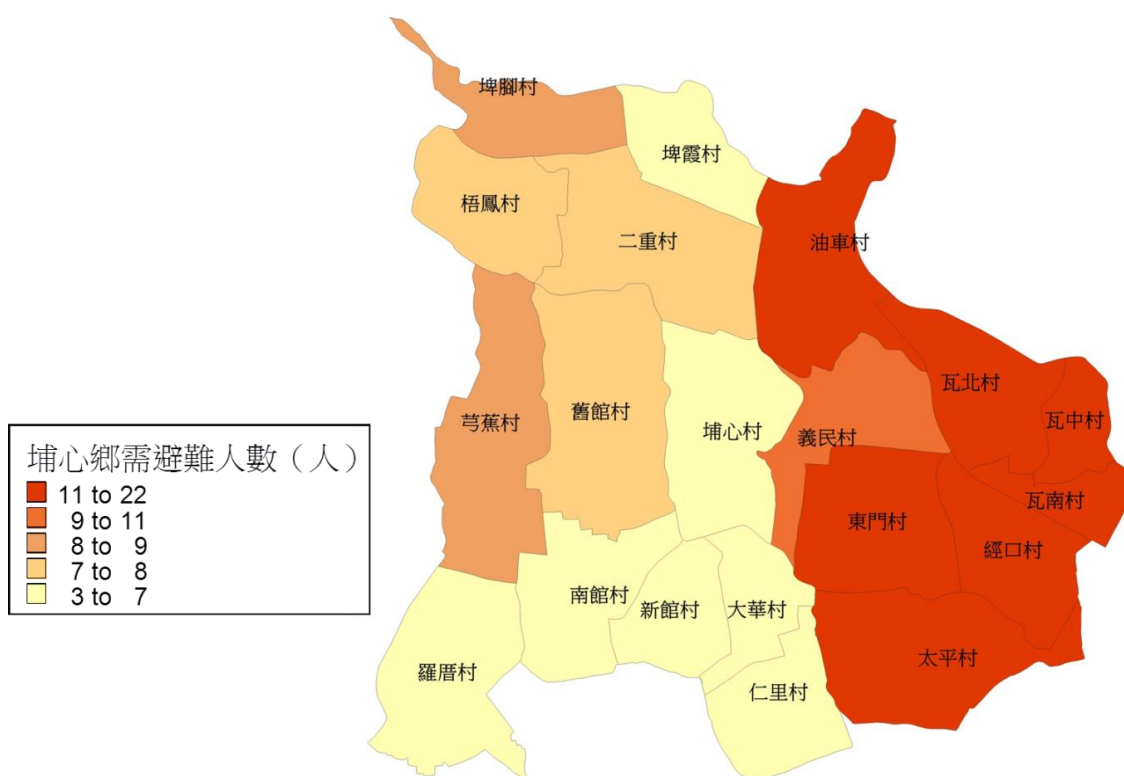 埤腳村
埤霞村
梧鳳村
二重村
油車村
瓦北村
瓦中村
舊館村
芎蕉村
埔心村
義民村
瓦南村
東門村
經口村
南館村
新館村
大華村
太平村
羅厝村
仁里村
埔心鄉需避難人數（人）
11 to 22
9 to 11
8 to 9
7 to 8
3 to 7